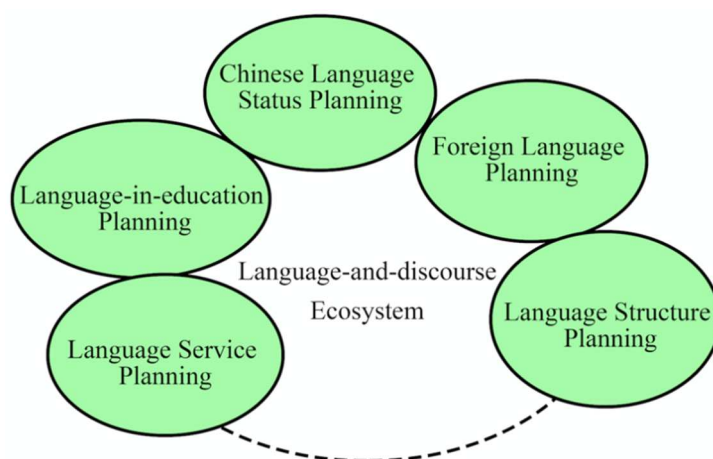 Chinese Language
Status Planning
Foreign Language
Planning
Language-in-education
Planning
Language-and-discourse
Ecosystem
Language Structure
Planning
Language Service
Planning